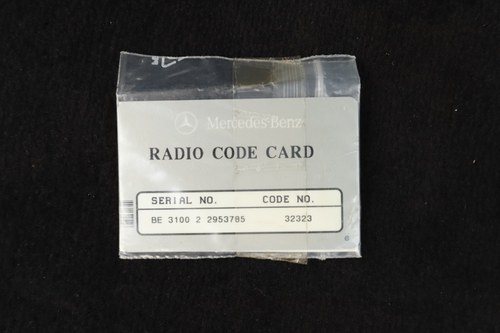 Mercedes-Benz
RADIO CODE CARD
SERIAL NO. CODE NO.
BE 3100 2 2953785 32323